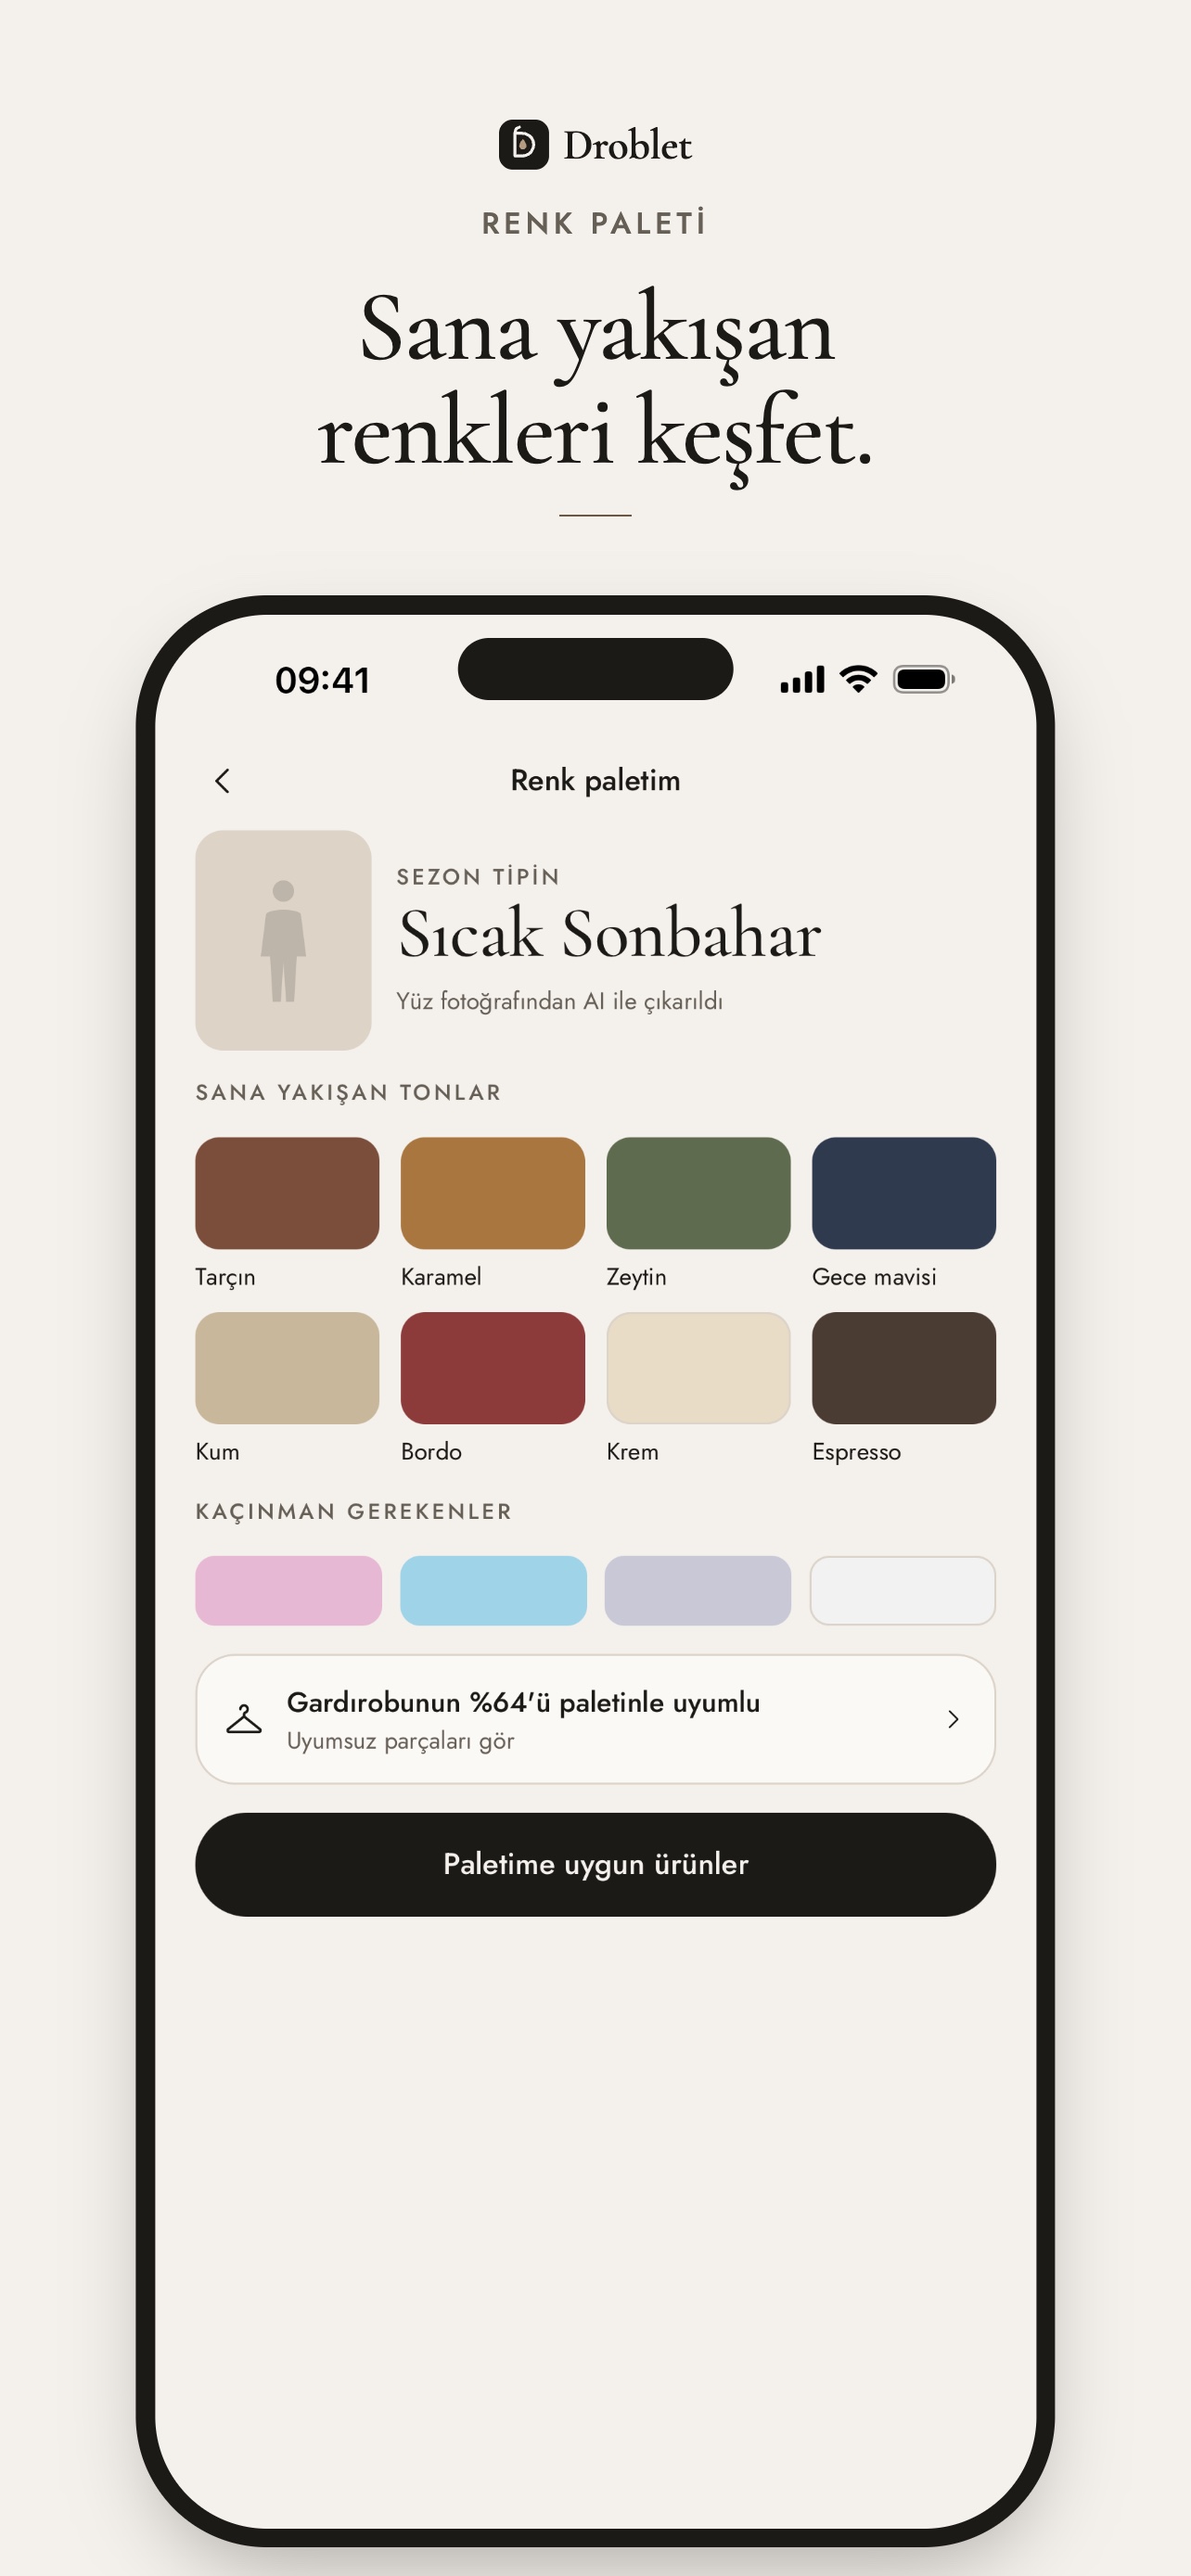 Droblet
RENK PALETİ
Sana yakışan
renkleri keşfet.
09:41
Renk paletim
SEZON TİPİN
Sıcak Sonbahar
Yüz fotoğrafından AI ile çıkarıldı
SANA YAKIŞAN TONLAR
Tarçın Karamel Zeytin Gece mavisi
Kum Bordo Krem Espresso
KAÇINMAN GEREKENLER
Gardırobunun %64'ü paletinle uyumlu
Uyumsuz parçaları gör
Paletime uygun ürünler